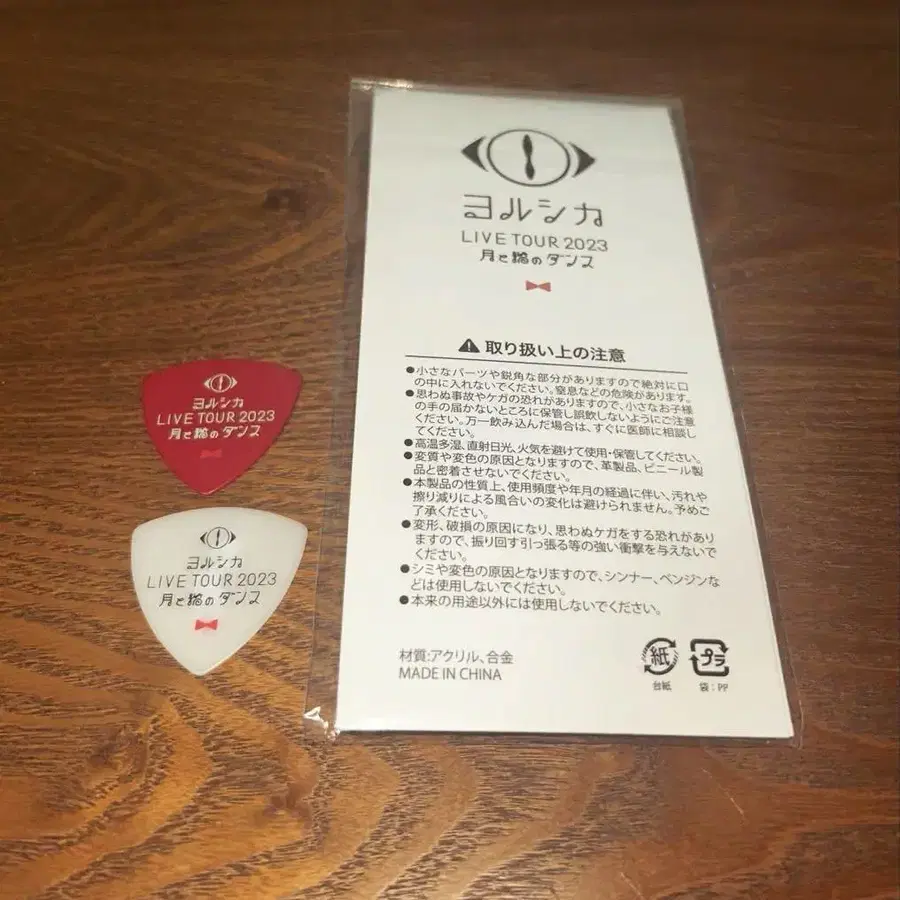 ヨルシカ
LIVE TOUR 2023
月と猫のダンス
ヨルシカ
LIVE TOUR 2023
月と猫のダンス
ヨルシカ
LIVE TOUR 2023
月と猫のダンス
取り扱い上の注意
●小さなパーツや鋭角な部分がありますので絶対に口
の中に入れないでください。窒息などの危険があります。
●思わぬ事故やケガの恐れがありますので、小さなお子様
の手の届かないところに保管し誤飲しないようにご注意
ください。万一飲み込んだ場合は、すぐに医師に相談し
てください。
●高温多湿、直射日光、火気を避けて使用・保管してください。
●変質や変色の原因となりますので、革製品、ビニール製
品と密着させないでください。
●本製品の性質上、使用頻度や年月の経過に伴い、汚れや
擦り減りによる風合いの変化は避けられません。予めご
了承ください。
●変形、破損の原因になり、思わぬケガをする恐れがあり
ますので、振り回す引っ張る等の強い衝撃を与えないで
ください。
●シミや変色の原因となりますので、シンナー、ベンジンな
どは使用しないでください。
●本来の用途以外には使用しないでください。
材質:アクリル、合金
MADE IN CHINA
紙
台紙
プラ
袋:PP